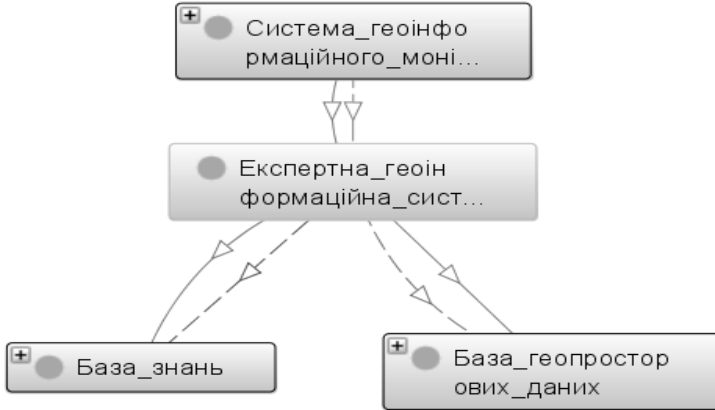 Система_геоінфо
рмаційного_моні...
Експертна_геоін
формаційна_сист...
База_знань
База_геопростор
ових_даних